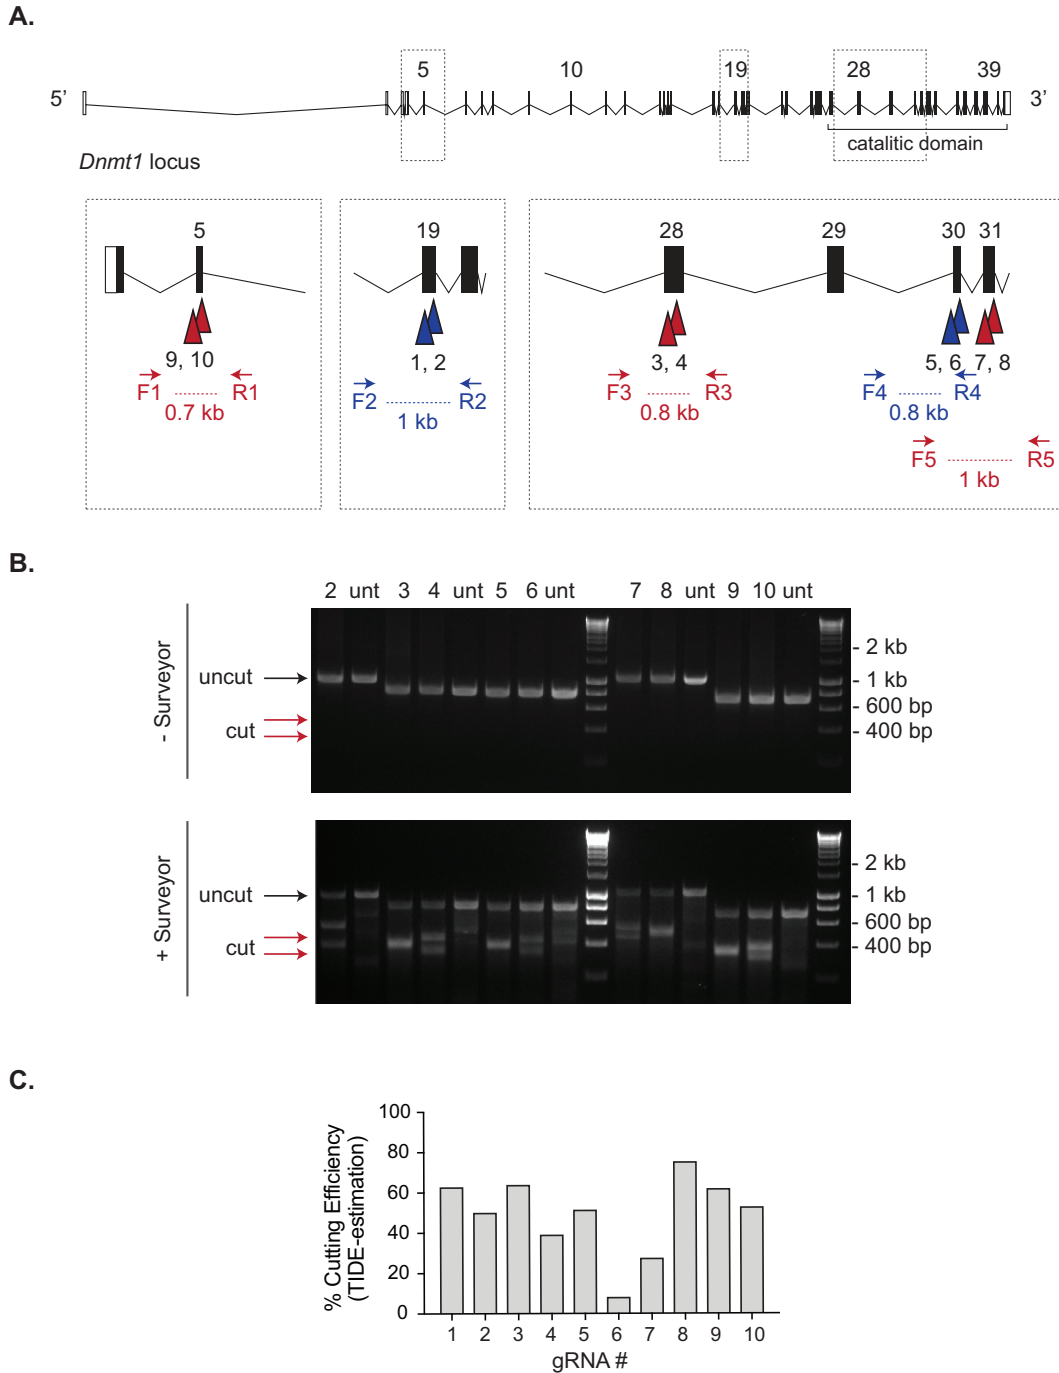 A.
5 10 19 28 39
5' 3'
catalitic domain
Dnmt1 locus
5 19 28 29 30 31
9, 10 1, 2 3, 4 5, 6 7, 8
F1 R1 F2 R2 F3 R3 F4 R4
0.7 kb 1 kb 0.8 kb 0.8 kb
F5 R5
1 kb
B.
2 unt 3 4 unt 5 6 unt 7 8 unt 9 10 unt
- Surveyor
uncut
cut
- 2 kb
- 1 kb
- 600 bp
- 400 bp
+ Surveyor
uncut
cut
- 2 kb
- 1 kb
- 600 bp
- 400 bp
C.
% Cutting Efficiency
(TIDE-estimation)
100
80
60
40
20
0
1 2 3 4 5 6 7 8 9 10
gRNA #